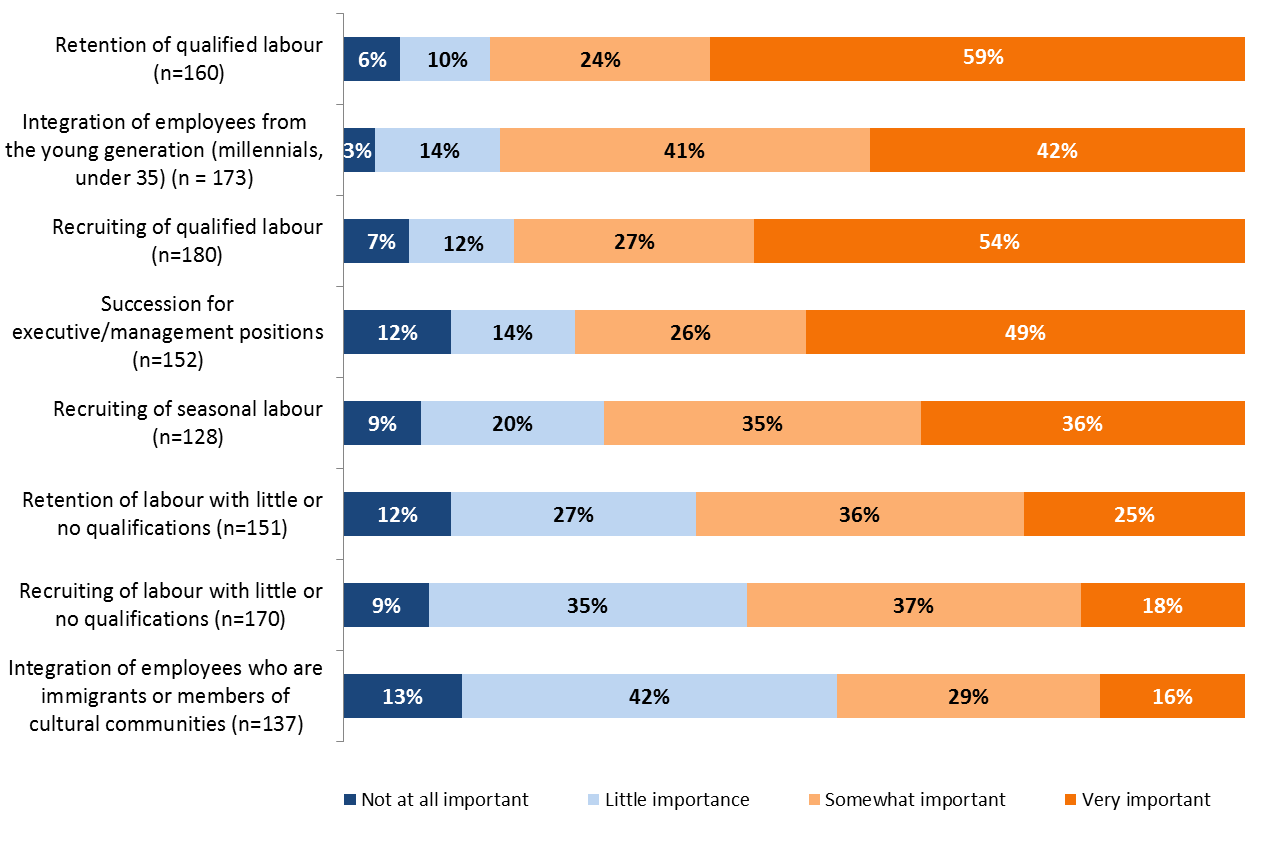 Retention of qualified labour
(n=160)
6% 10% 24% 59%
Integration of employees from
the young generation (millennials,
under 35) (n = 173)
3% 14% 41% 42%
Recruiting of qualified labour
(n=180)
7% 12% 27% 54%
Succession for
executive/management positions
(n=152)
12% 14% 26% 49%
Recruiting of seasonal labour
(n=128)
9% 20% 35% 36%
Retention of labour with little or
no qualifications (n=151)
12% 27% 36% 25%
Recruiting of labour with little or
no qualifications (n=170)
9% 35% 37% 18%
Integration of employees who are
immigrants or members of
cultural communities (n=137)
13% 42% 29% 16%
Not at all important Little importance Somewhat important Very important